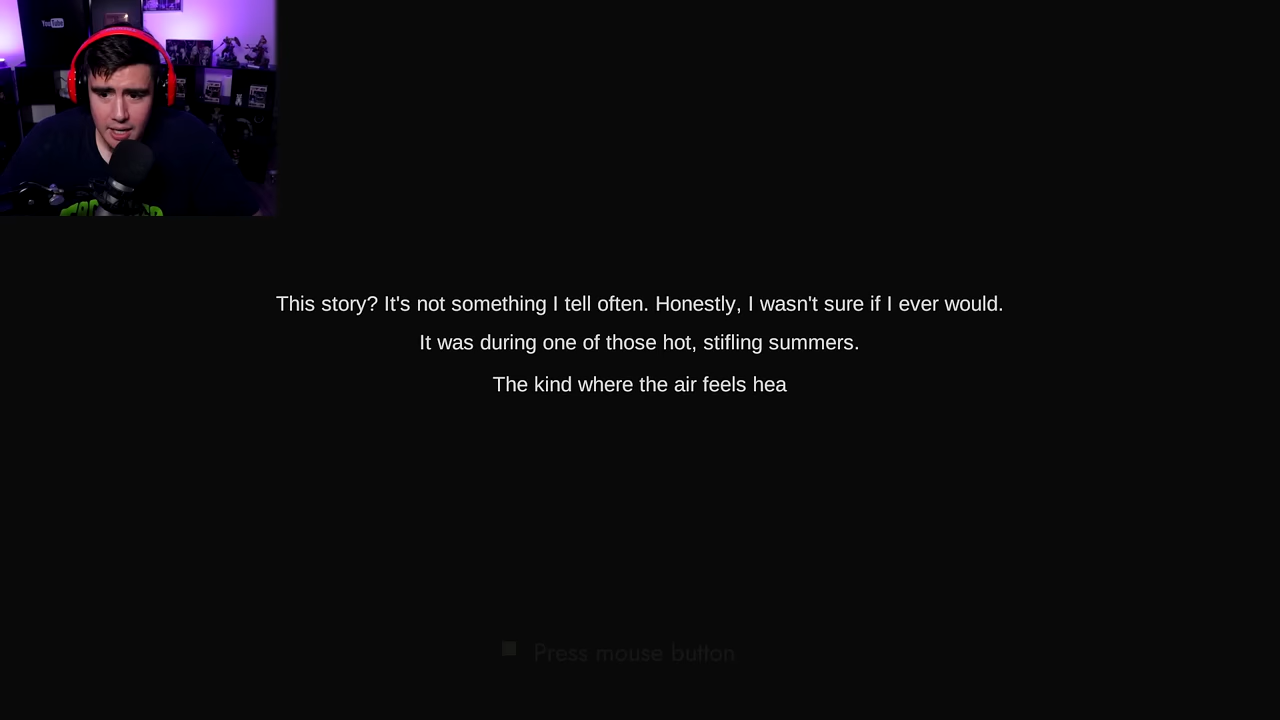 YouTube
This story? It's not something I tell often. Honestly, I wasn't sure if I ever would.
It was during one of those hot, stifling summers.
The kind where the air feels hea
Press mouse button